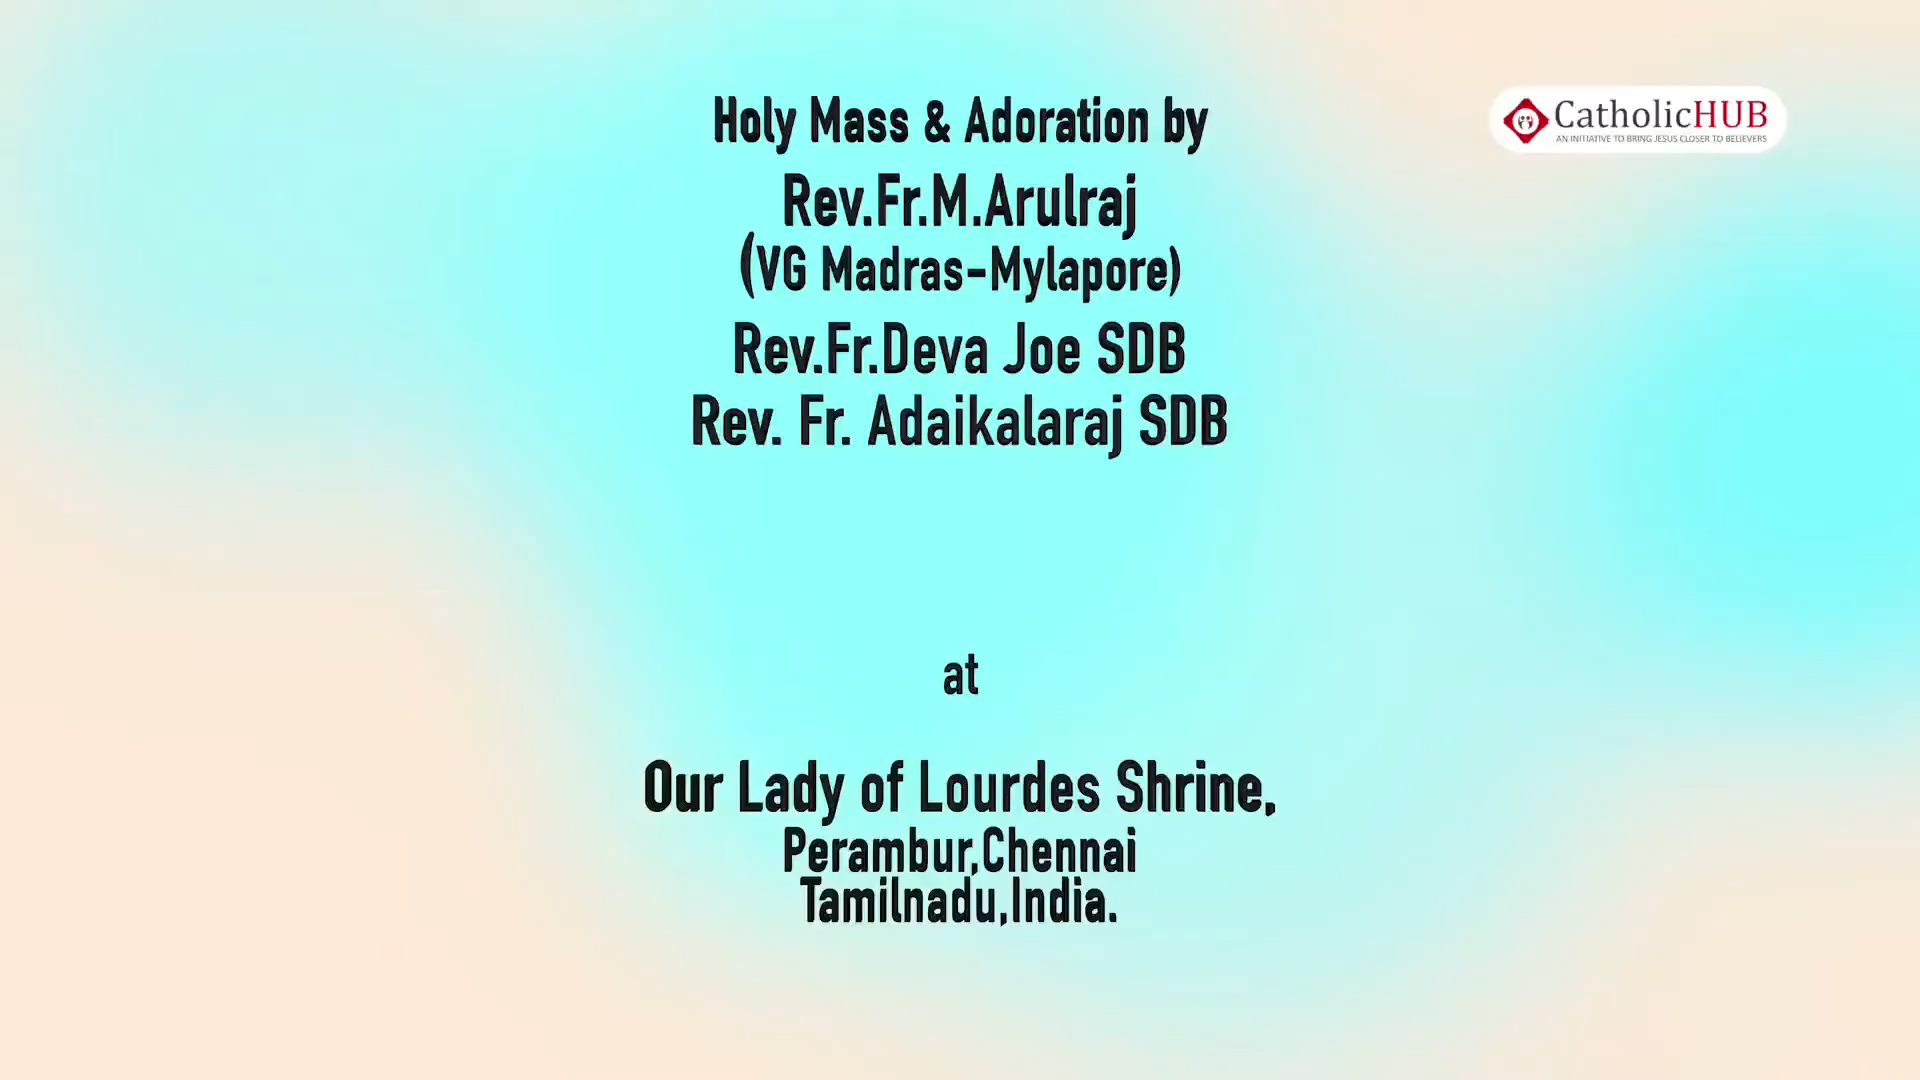 Holy Mass & Adoration by
CatholicHUB
AN INITIATIVE TO BRING JESUS CLOSER TO BELIEVERS
Rev.Fr.M.Arulraj
(VG Madras-Mylapore)
Rev.Fr.Deva Joe SDB
Rev. Fr. Adaikalaraj SDB
at
Our Lady of Lourdes Shrine,
Perambur,Chennai
Tamilnadu,India.